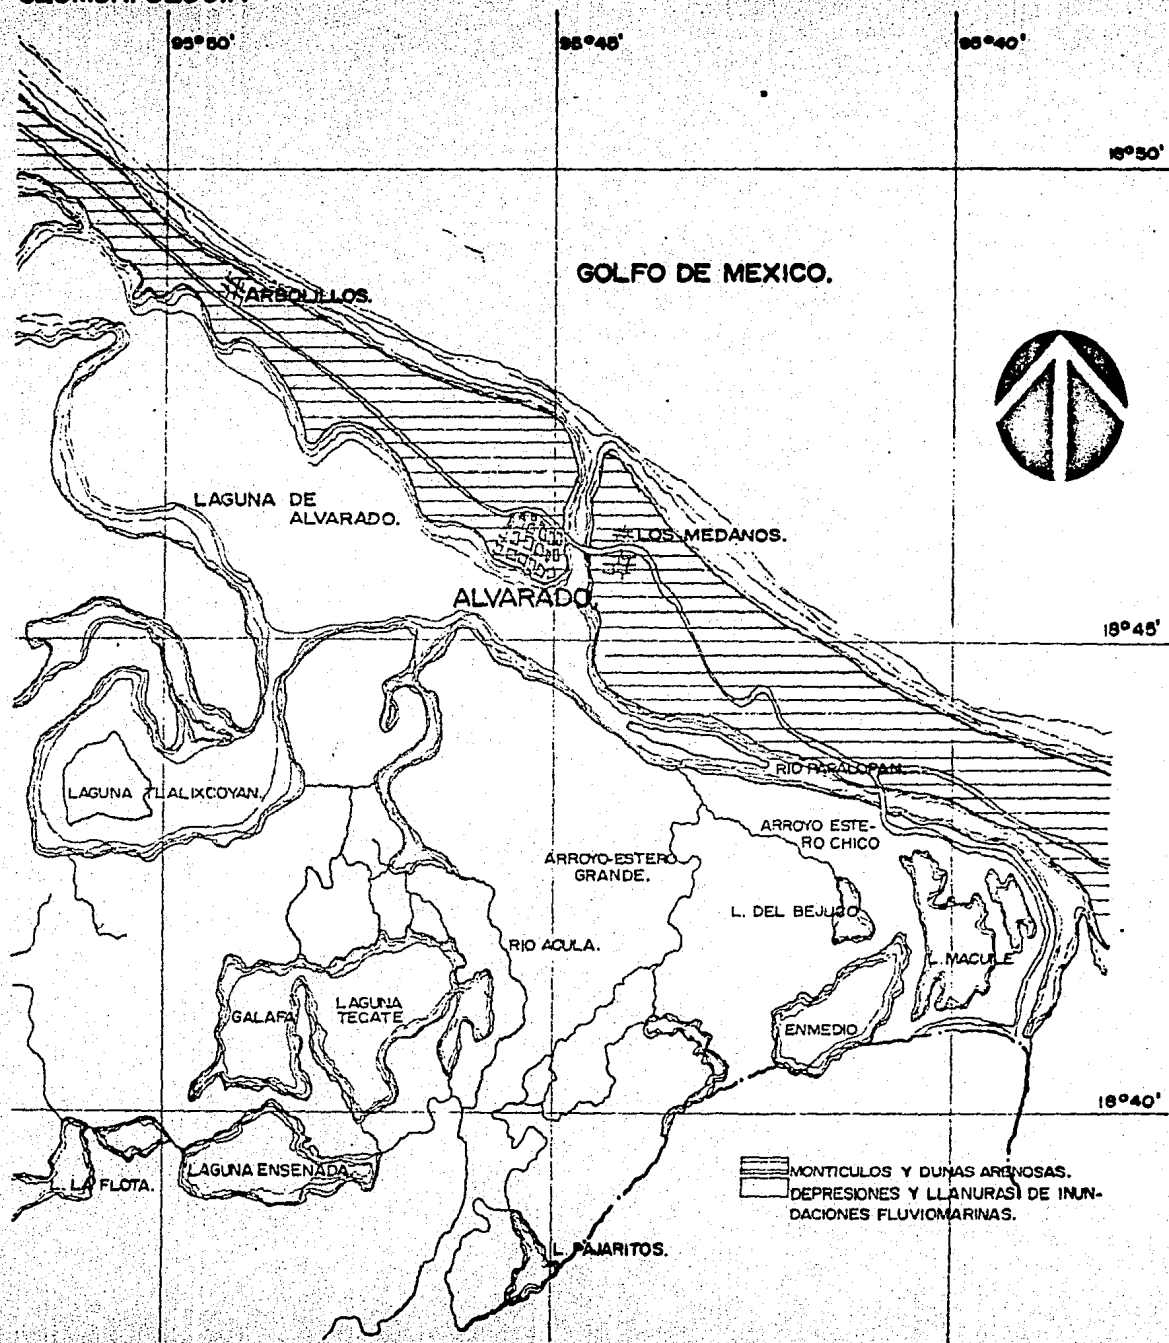 95°50'
95°45'
95°40'
18°50'
GOLFO DE MEXICO.
ARBOLILLOS.
LAGUNA DE
ALVARADO.
LOS MEDANOS.
ALVARADO.
18°45'
RIO PAPALOPAN.
LAGUNA TLALIXCOYAN.
ARROYO ESTE-
RO CHICO
ARROYO-ESTERO
GRANDE.
L. DEL BEJUCO
RIO ACULA.
L. MACUILE
GALAFA
LAGUNA
TECATE
ENMEDIO
18°40'
LAGUNA ENSENADA
L. LA FLOTA.
MONTICULOS Y DUNAS ARENOSAS.
DEPRESIONES Y LLANURAS DE INUN-
DACIONES FLUVIOMARINAS.
L. PAJARITOS.